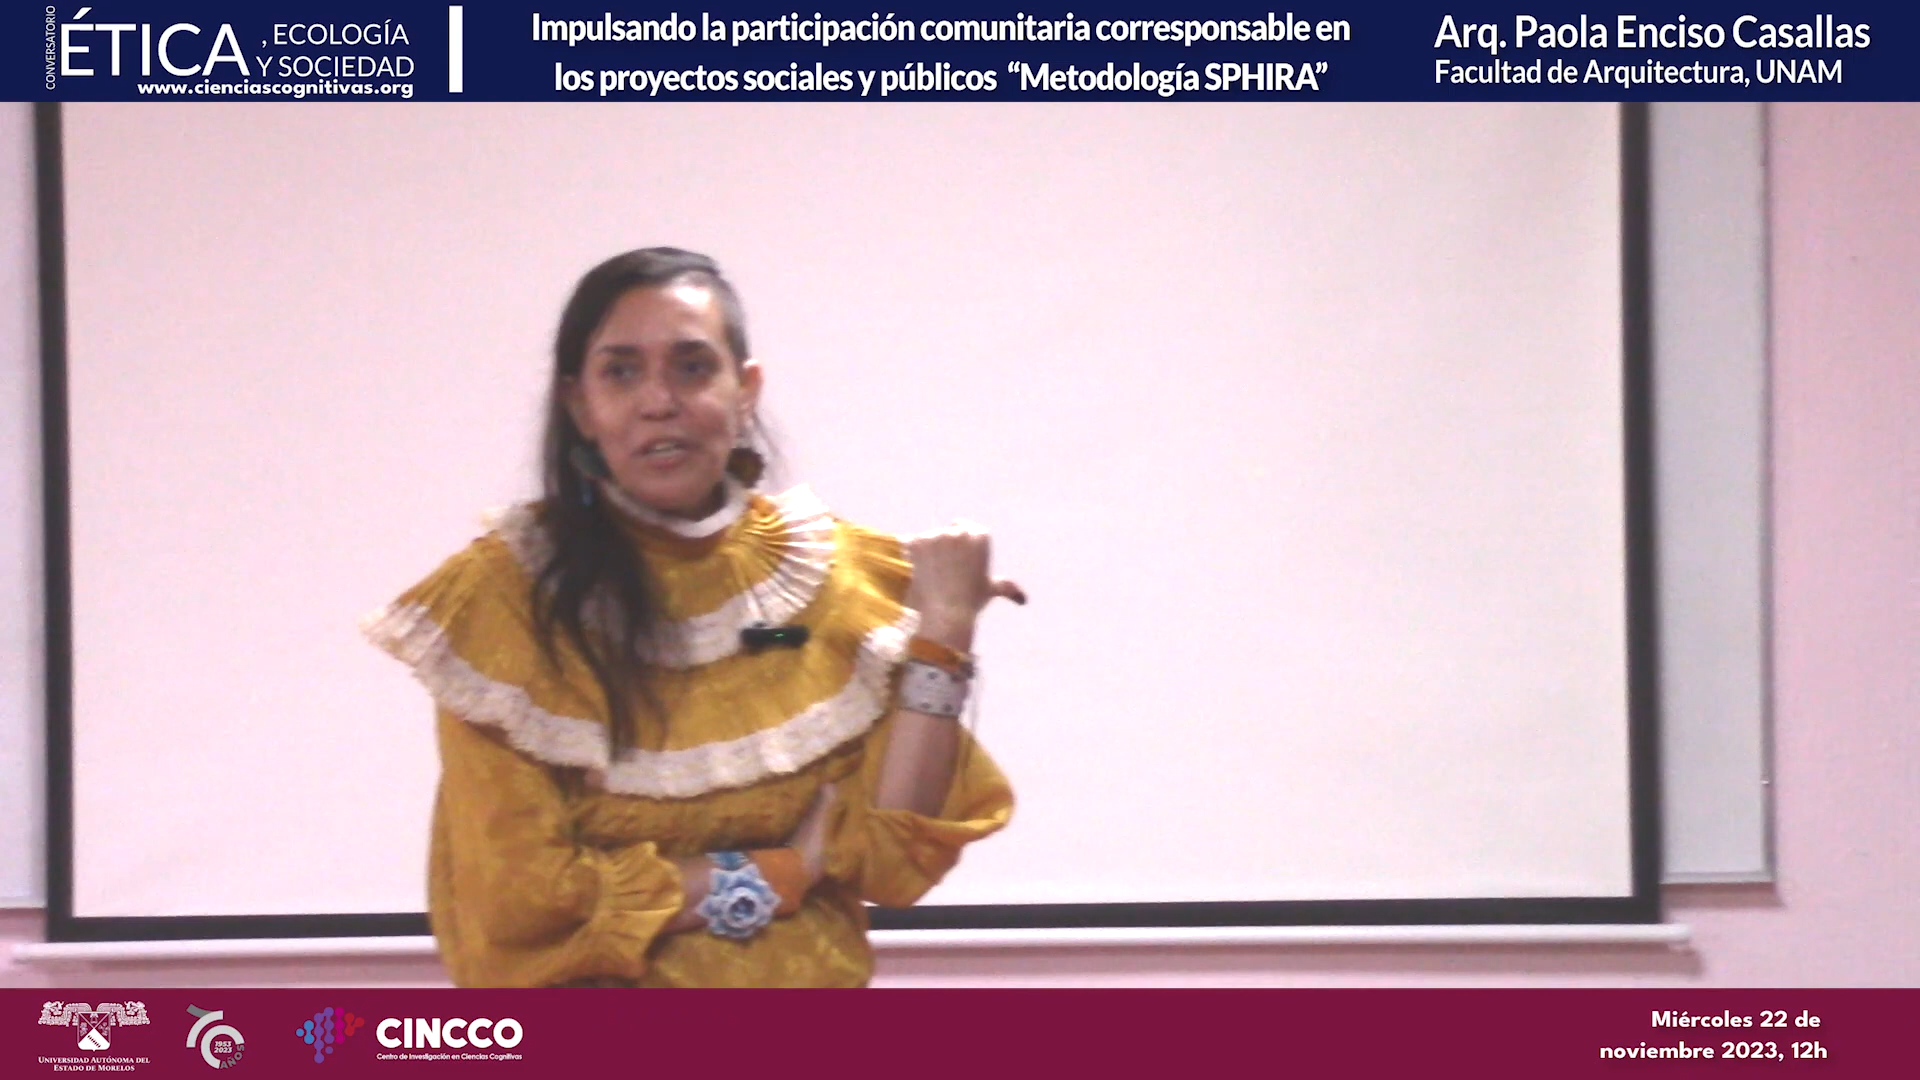 CONVERSATORIO
ÉTICA, ECOLOGÍA
Y SOCIEDAD
www.cienciascognitivas.org
Impulsando la participación comunitaria corresponsable en
los proyectos sociales y públicos “Metodología SPHIRA”
Arq. Paola Enciso Casallas
Facultad de Arquitectura, UNAM
UNIVERSIDAD AUTÓNOMA DEL
ESTADO DE MORELOS
70
1953
2023
AÑOS
CINCCO
Centro de Investigación en Ciencias Cognitivas
Miércoles 22 de
noviembre 2023, 12h